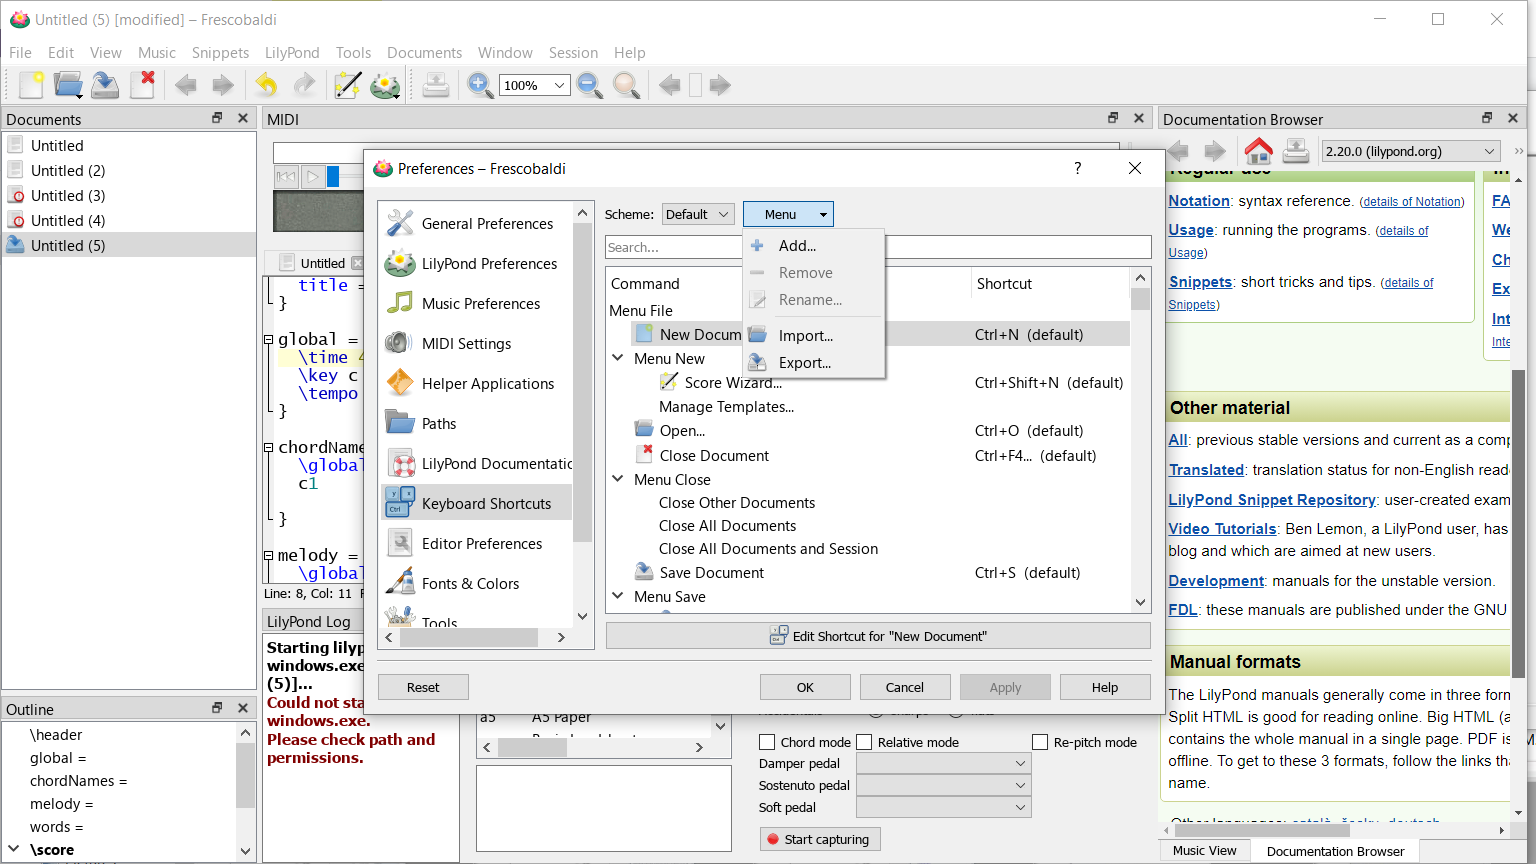 Untitled (5) [modified] – Frescobaldi
File Edit View Music Snippets LilyPond Tools Documents Window Session Help
100%
Documents
Untitled
Untitled (2)
Untitled (3)
Untitled (4)
Untitled (5)
MIDI
Untitled
title =
}
global =
\time 4
\key c
\tempo
}
chordName
\global
c1
}
melody =
\global
Line: 8, Col: 11
LilyPond Log
Starting lilyp
windows.exe
(5)]...
Could not sta
windows.exe.
Please check path and
permissions.
Outline
\header
global =
chordNames =
melody =
words =
\score
Preferences – Frescobaldi
?
General Preferences
LilyPond Preferences
Music Preferences
MIDI Settings
Helper Applications
Paths
LilyPond Documentatic
Keyboard Shortcuts
Editor Preferences
Fonts & Colors
Tools
Scheme: Default Menu
Search...
Add...
Remove
Rename...
Import...
Export...
Command Shortcut
Menu File
New Docum Ctrl+N (default)
Menu New
Score Wizard... Ctrl+Shift+N (default)
Manage Templates...
Open... Ctrl+O (default)
Close Document Ctrl+F4... (default)
Menu Close
Close Other Documents
Close All Documents
Close All Documents and Session
Save Document Ctrl+S (default)
Menu Save
Edit Shortcut for "New Document"
Reset OK Cancel Apply Help
a5 A5 Paper
Chord mode Relative mode Re-pitch mode
Damper pedal
Sostenuto pedal
Soft pedal
Start capturing
Documentation Browser
2.20.0 (lilypond.org)
Regular use
Notation: syntax reference. (details of Notation)
Usage: running the programs. (details of
Usage)
Snippets: short tricks and tips. (details of
Snippets)
In
FA
We
Ch
Ex
Int
Inte
Other material
All: previous stable versions and current as a comp
Translated: translation status for non-English read
LilyPond Snippet Repository: user-created exam
Video Tutorials: Ben Lemon, a LilyPond user, has
blog and which are aimed at new users.
Development: manuals for the unstable version.
FDL: these manuals are published under the GNU
Manual formats
The LilyPond manuals generally come in three forn
Split HTML is good for reading online. Big HTML (a
contains the whole manual in a single page. PDF is
offline. To get to these 3 formats, follow the links tha
name.
Other languages: català, česky, deutsch
Music View Documentation Browser